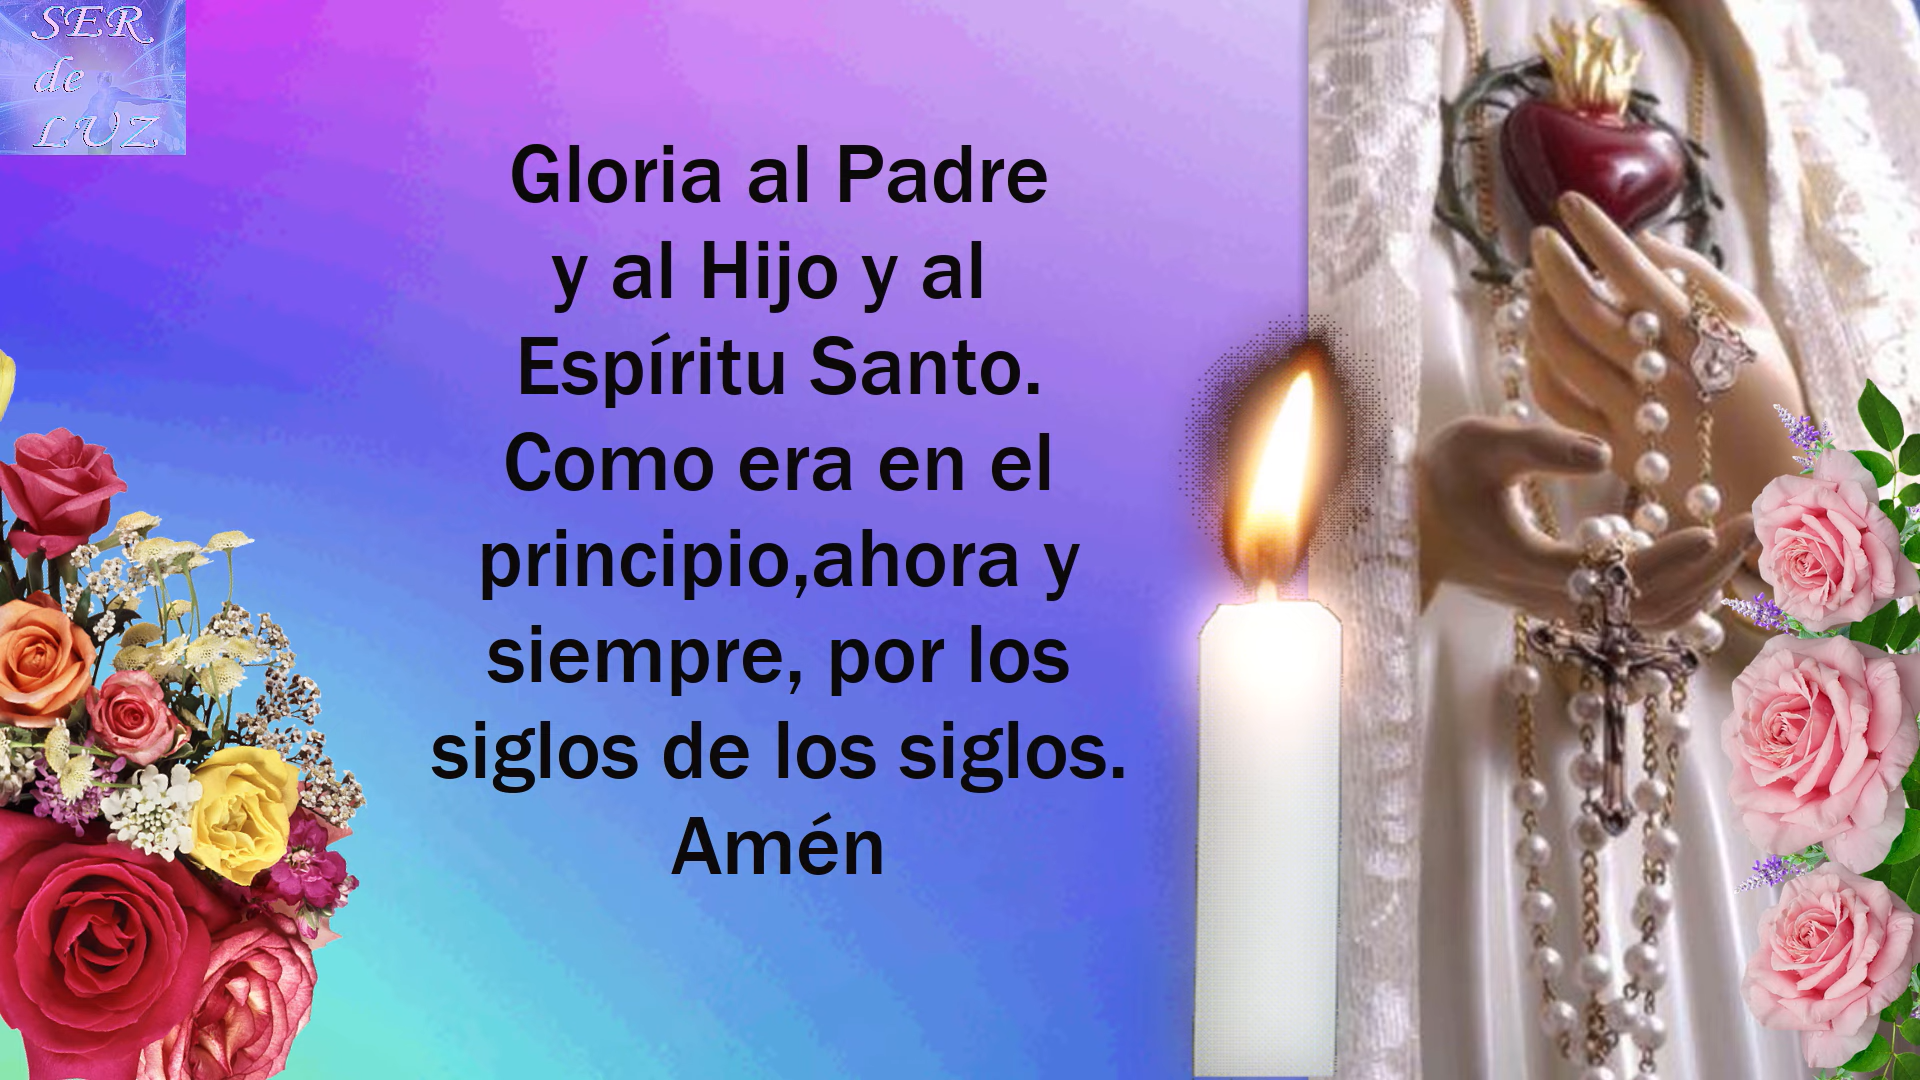 SER
de
LUZ
Gloria al Padre
y al Hijo y al
Espíritu Santo.
Como era en el
principio,ahora y
siempre, por los
siglos de los siglos.
Amén